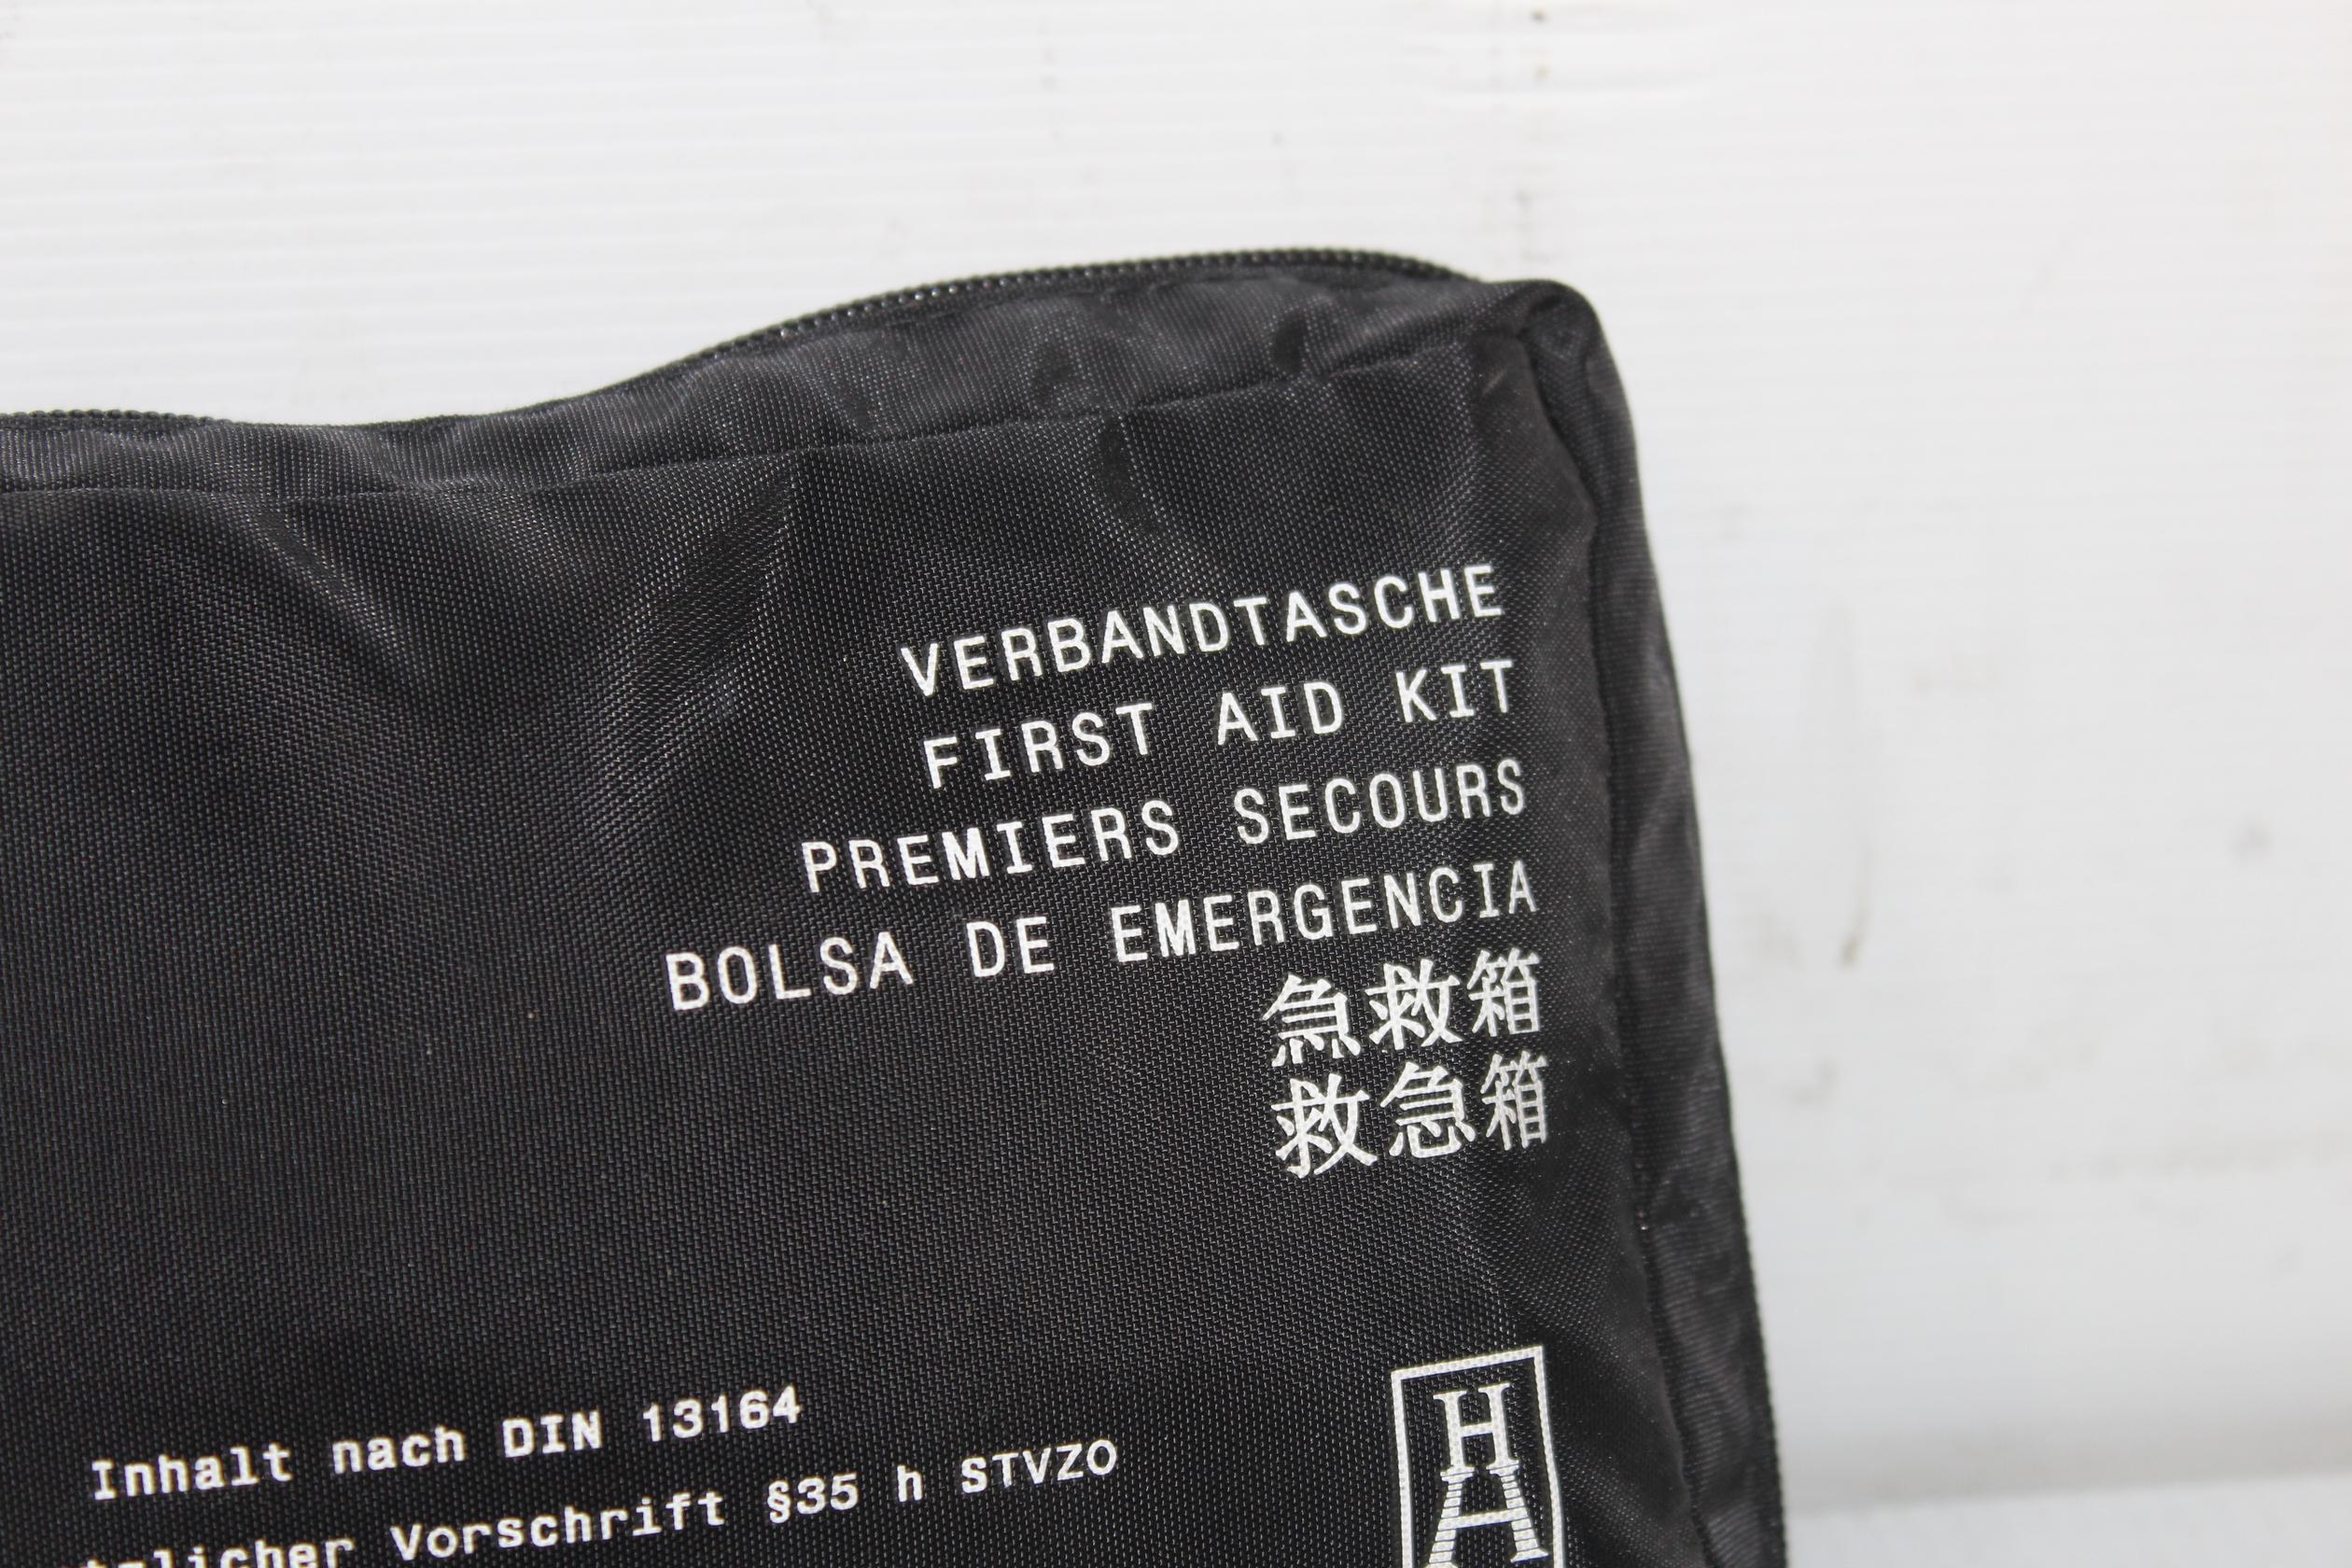 VERBANDTASCHE
FIRST AID KIT
PREMIERS SECOURS
BOLSA DE EMERGENCIA
急救箱
救急箱
Inhalt nach DIN 13164
Vorschrift §35 h STVZO
H
A